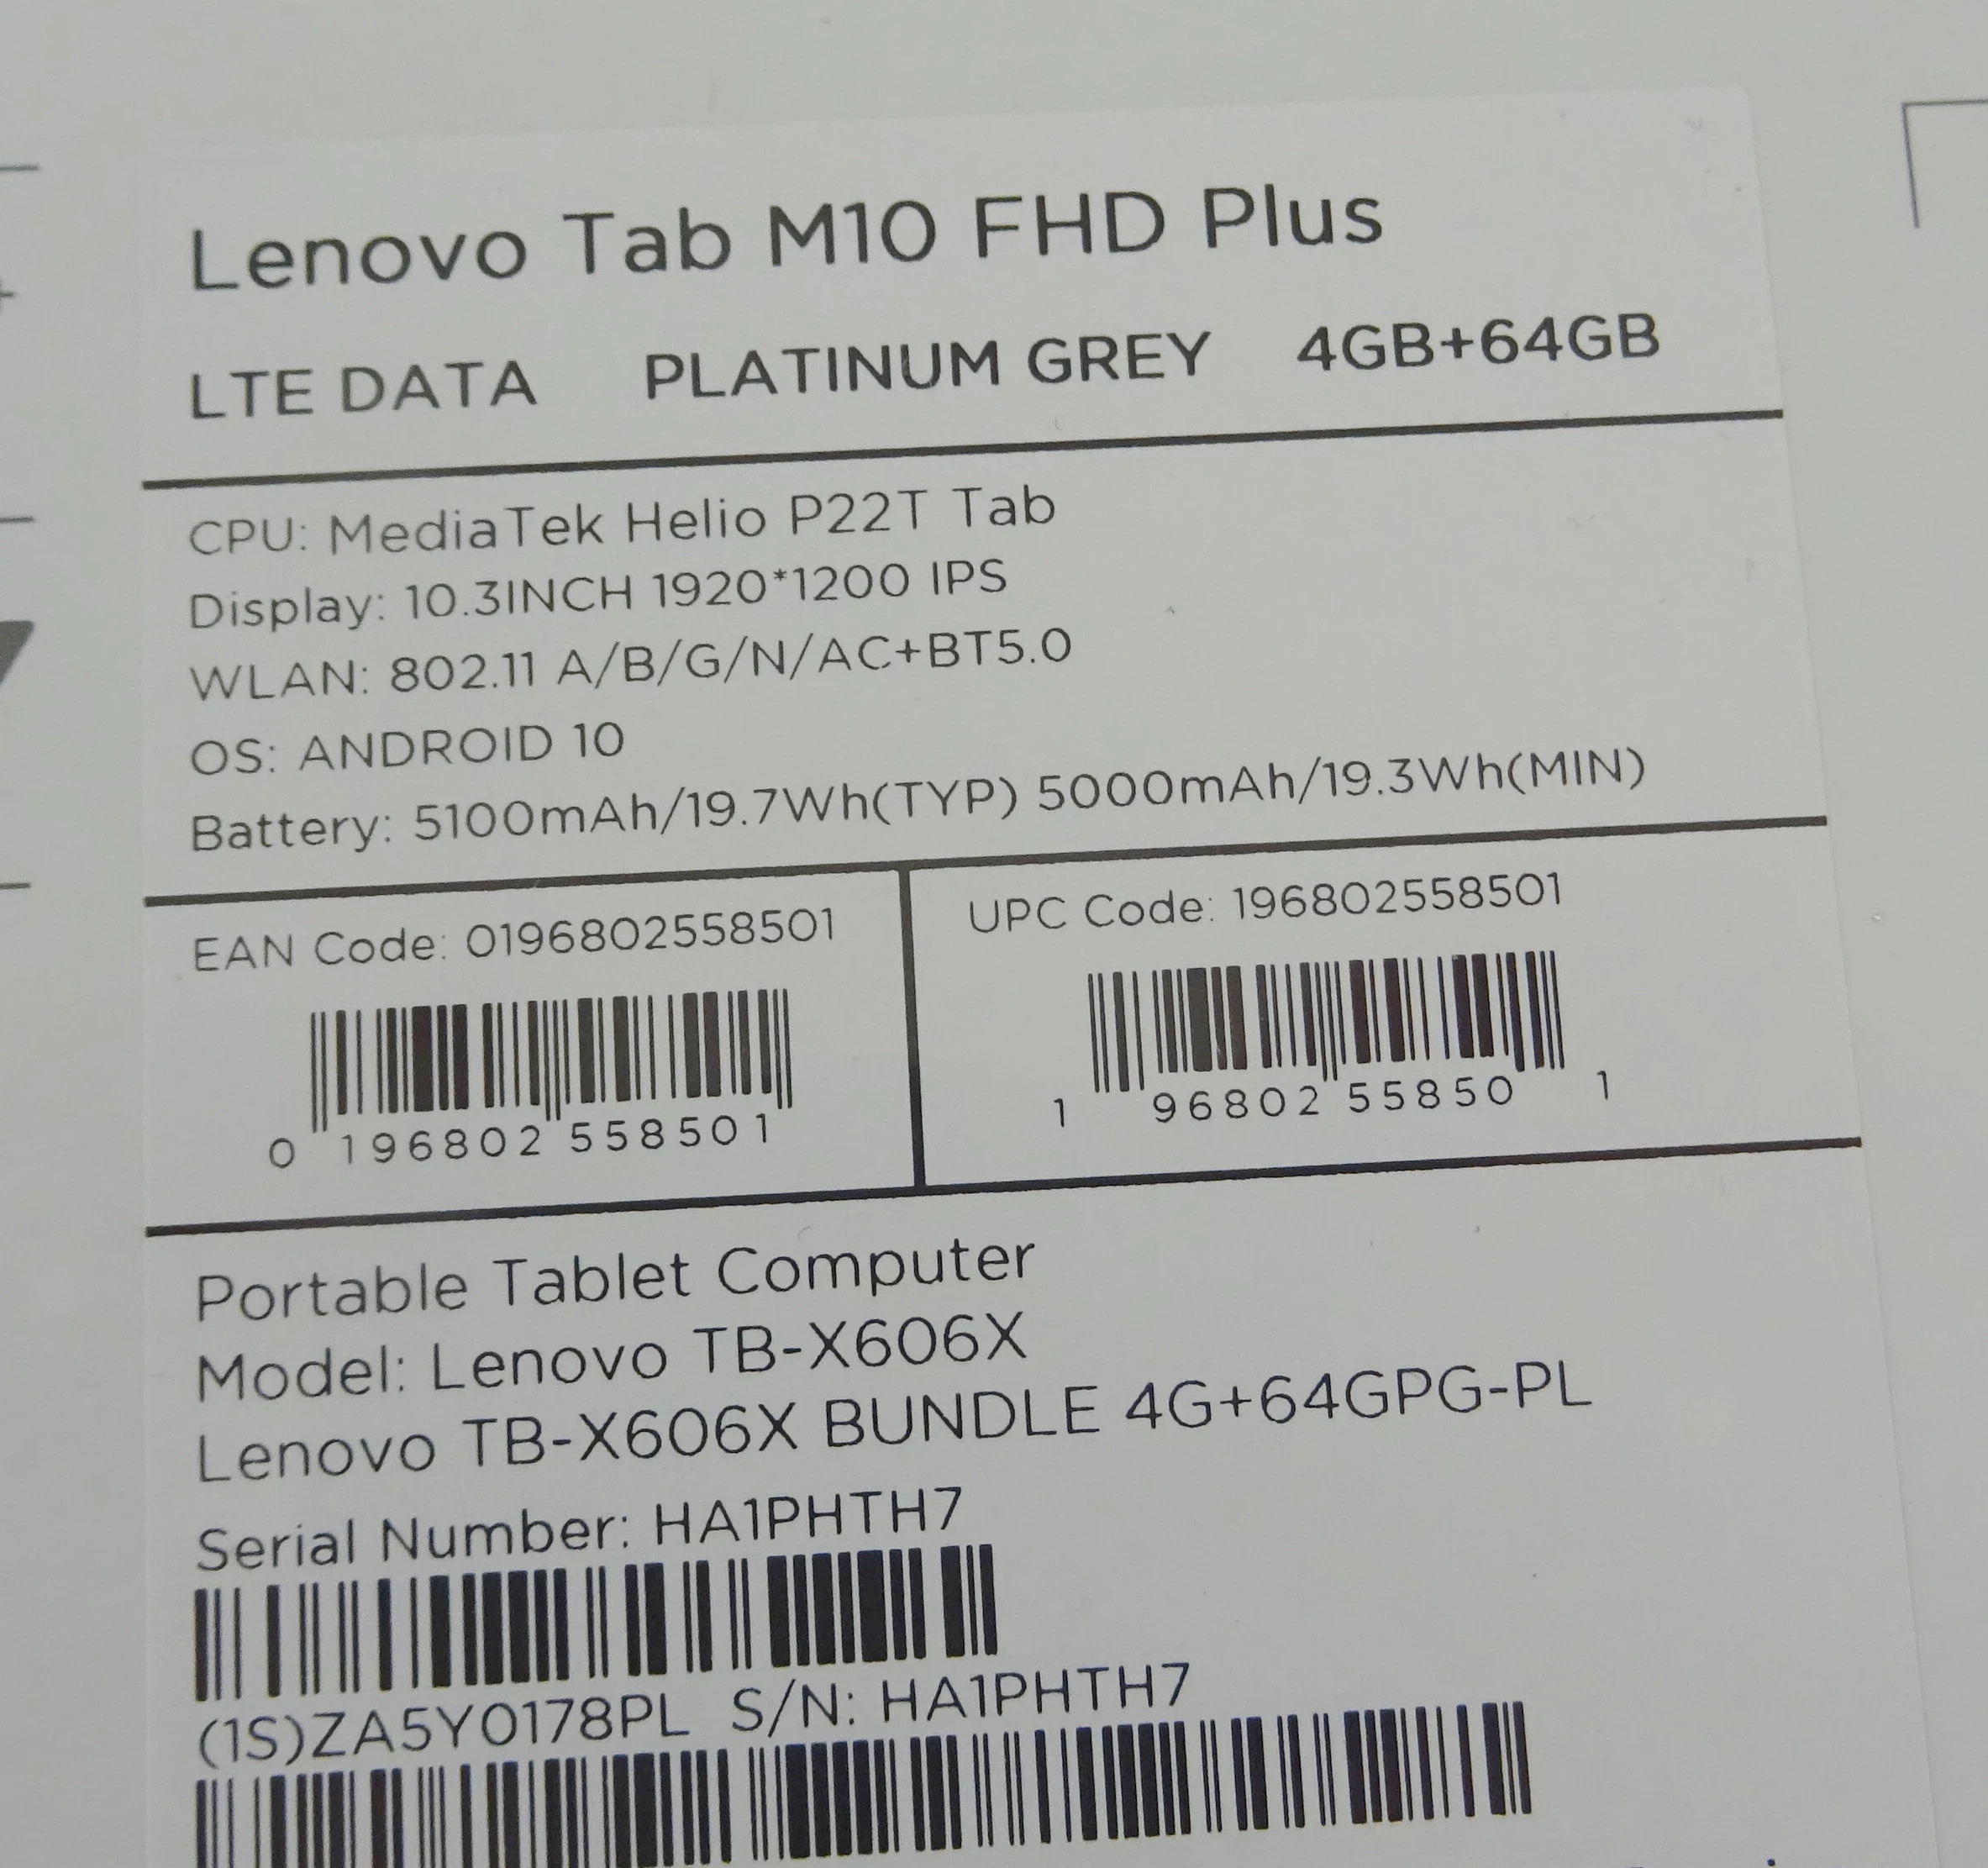 Lenovo Tab M10 FHD Plus
LTE DATA PLATINUM GREY 4GB+64GB
CPU: MediaTek Helio P22T Tab
Display: 10.3INCH 1920*1200 IPS
WLAN: 802.11 A/B/G/N/AC+BT5.0
OS: ANDROID 10
Battery: 5100mAh/19.7Wh(TYP) 5000mAh/19.3Wh(MIN)
EAN Code: 0196802558501
0 196802 558501
UPC Code: 196802558501
1 96802 55850 1
Portable Tablet Computer
Model: Lenovo TB-X606X
Lenovo TB-X606X BUNDLE 4G+64GPG-PL
Serial Number: HA1PHTH7
(1S)ZA5Y0178PL S/N: HA1PHTH7